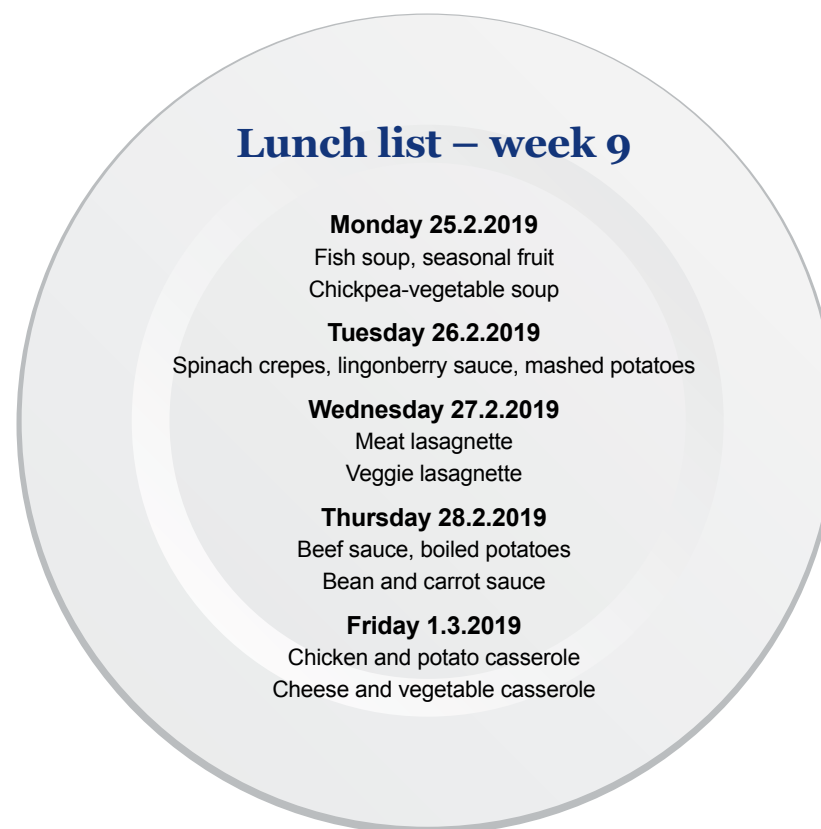 Lunch list – week 9
Monday 25.2.2019
Fish soup, seasonal fruit
Chickpea-vegetable soup
Tuesday 26.2.2019
Spinach crepes, lingonberry sauce, mashed potatoes
Wednesday 27.2.2019
Meat lasagnette
Veggie lasagnette
Thursday 28.2.2019
Beef sauce, boiled potatoes
Bean and carrot sauce
Friday 1.3.2019
Chicken and potato casserole
Cheese and vegetable casserole